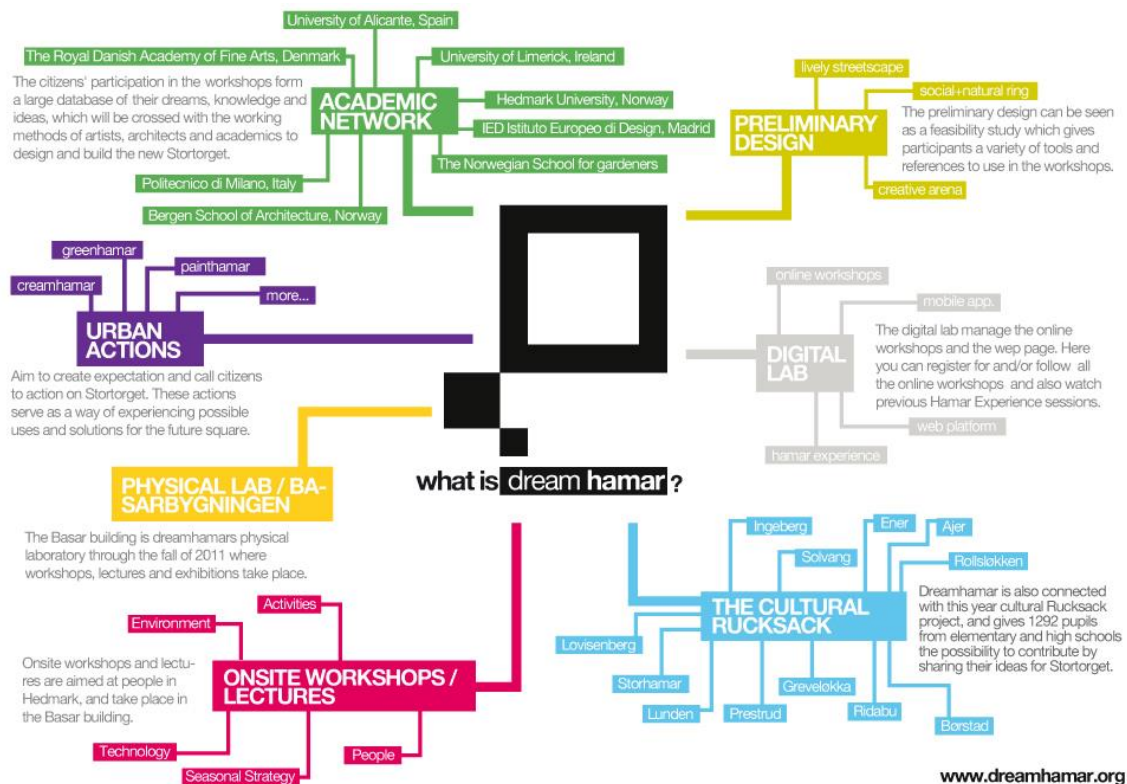 University of Alicante, Spain
The Royal Danish Academy of Fine Arts, Denmark
University of Limerick, Ireland
The citizens' participation in the workshops form
a large database of their dreams, knowledge and
ideas, which will be crossed with the working
methods of artists, architects and academics to
design and build the new Stortorget.
ACADEMIC
NETWORK
Hedmark University, Norway
IED Istituto Europeo di Design, Madrid
The Norwegian School for gardeners
Politecnico di Milano, Italy
Bergen School of Architecture, Norway
lively streetscape
social+natural ring
PRELIMINARY
DESIGN
The preliminary design can be seen
as a feasibility study which gives
participants a variety of tools and
references to use in the workshops.
creative arena
greenhamar
painthamar
creamhamar
more...
URBAN
ACTIONS
Aim to create expectation and call citizens
to action on Stortorget. These actions
serve as a way of experiencing possible
uses and solutions for the future square.
online workshops
mobile app.
DIGITAL
LAB
The digital lab manage the online
workshops and the wep page. Here
you can register for and/or follow all
the online workshops and also watch
previous Hamar Experience sessions.
web platform
hamar experience
PHYSICAL LAB / BA-
SARBYGNINGEN
The Basar building is dreamhamars physical
laboratory through the fall of 2011 where
workshops, lectures and exhibitions take place.
what is dream hamar ?
Activities
Environment
Onsite workshops and lectu-
res are aimed at people in
Hedmark, and take place in
the Basar building.
ONSITE WORKSHOPS /
LECTURES
Technology
People
Seasonal Strategy
Ingeberg
Ener
Ajer
Solvang
Rollsløkken
THE CULTURAL
RUCKSACK
Dreamhamar is also connected
with this year cultural Rucksack
project, and gives 1292 pupils
from elementary and high schools
the possibility to contribute by
sharing their ideas for Stortorget.
Lovisenberg
Storhamar
Greveløkka
Lunden
Prestrud
Ridabu
Børstad
www.dreamhamar.org